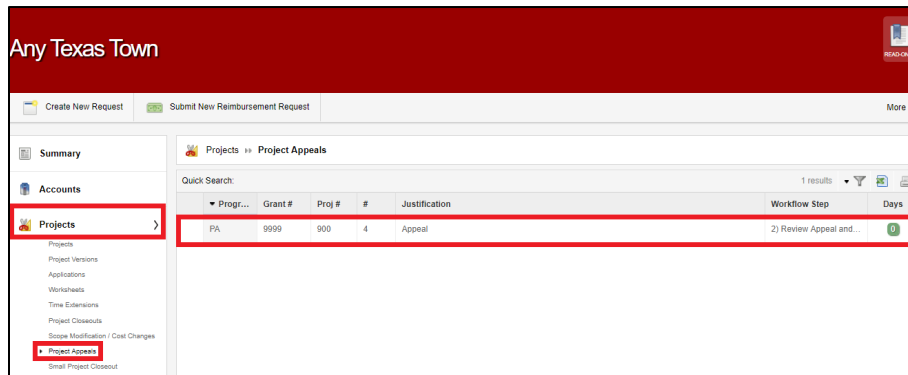 Any Texas Town
READ-ON
Create New Request Submit New Reimbursement Request More
Summary
Accounts
Projects
Projects
Project Versions
Applications
Worksheets
Time Extensions
Project Closeouts
Scope Modification / Cost Changes
Project Appeals
Small Project Closeout
Projects Project Appeals
Quick Search: 1 results
Progr... Grant # Proj # # Justification Workflow Step Days
PA 9999 900 4 Appeal 2) Review Appeal and... 0